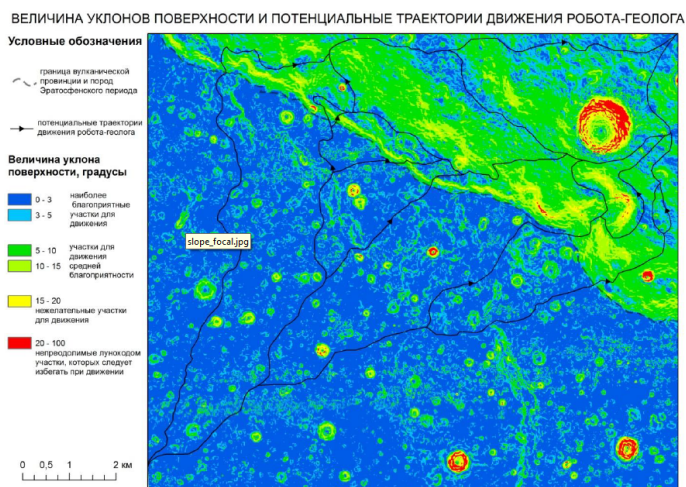 ВЕЛИЧИНА УКЛОНОВ ПОВЕРХНОСТИ И ПОТЕНЦИАЛЬНЫЕ ТРАЕКТОРИИ ДВИЖЕНИЯ РОБОТА-ГЕОЛОГА
Условные обозначения
граница вулканической
провинции и пород
Эратосфенского периода
потенциальные траектории
движения робота-геолога
Величина уклона
поверхности, градусы
0 - 3 наиболее
благоприятные
3 - 5 участки для
движения
5 - 10 участки для
движения
10 - 15 средней
благоприятности
15 - 20
нежелательные участки
для движения
20 - 100
непреодолимые луноходом
участки, которых следует
избегать при движении
slope_focal.jpg
0 0,5 1 2 км